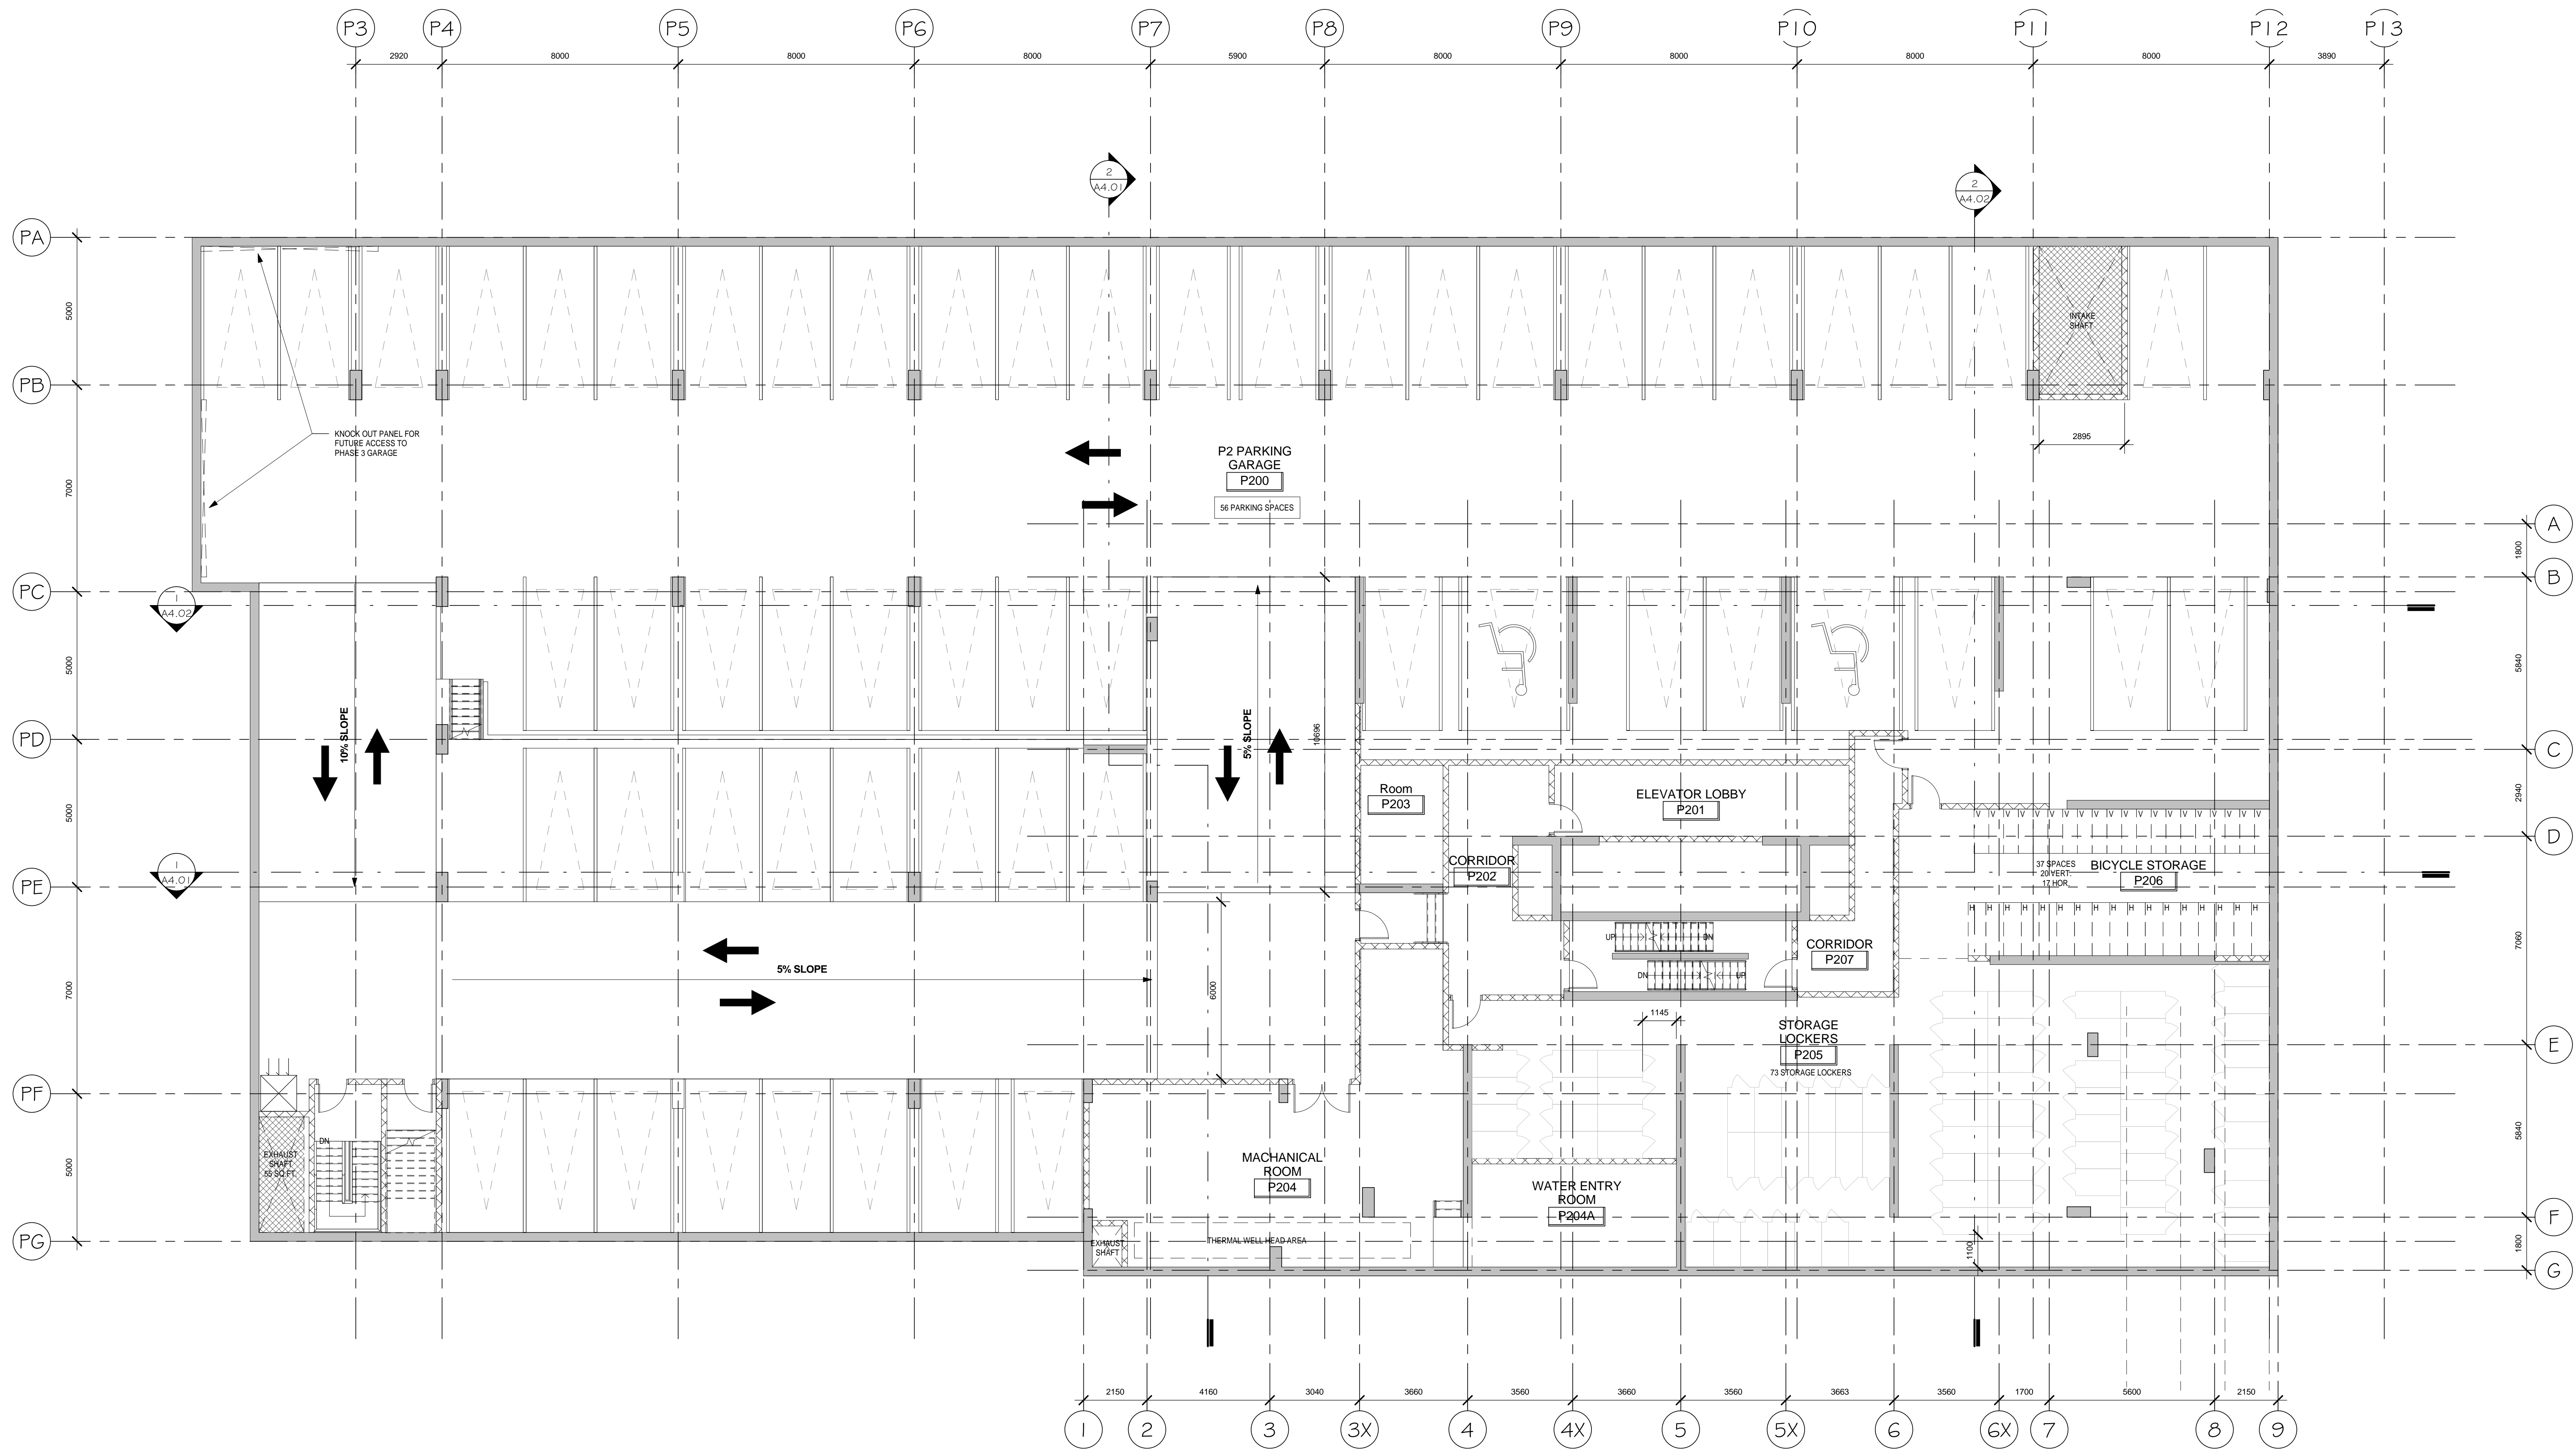 P3 P4 P5 P6 P7 P8 P9 P10 P11 P12 P13
2920 8000 8000 8000 5900 8000 8000 8000 8000 3890
2
A4.01
2
A4.02
PA
5000
INTAKE
SHAFT
PB
KNOCK OUT PANEL FOR
FUTURE ACCESS TO
PHASE 3 GARAGE
2895
P2 PARKING
GARAGE
P200
56 PARKING SPACES
7000
A
1800
PC
B
1
A4.02
5000
5840
10% SLOPE
5% SLOPE
10696
PD
C
5000
2940
Room
P203
ELEVATOR LOBBY
P201
V V V V V V V V V V V V V V V V V V V V
D
CORRIDOR
P202
37 SPACES
20 VERT.
17 HOR.
BICYCLE STORAGE
P206
1
A4.01
PE
H H H H H H H H H H H H H H H H H
UP DN
DN UP
CORRIDOR
P207
7060
5% SLOPE
7000
6000
1145
STORAGE
LOCKERS
P205
73 STORAGE LOCKERS
E
PF
DN
EXHAUST
SHAFT
55 SQ.FT.
5000
5840
MACHANICAL
ROOM
P204
WATER ENTRY
ROOM
P204A
F
PG
EXHAUST
SHAFT
THERMAL WELL HEAD AREA
1100
1800
G
2150 4160 3040 3660 3560 3660 3560 3663 3560 1700 5600 2150
1 2 3 3X 4 4X 5 5X 6 6X 7 8 9